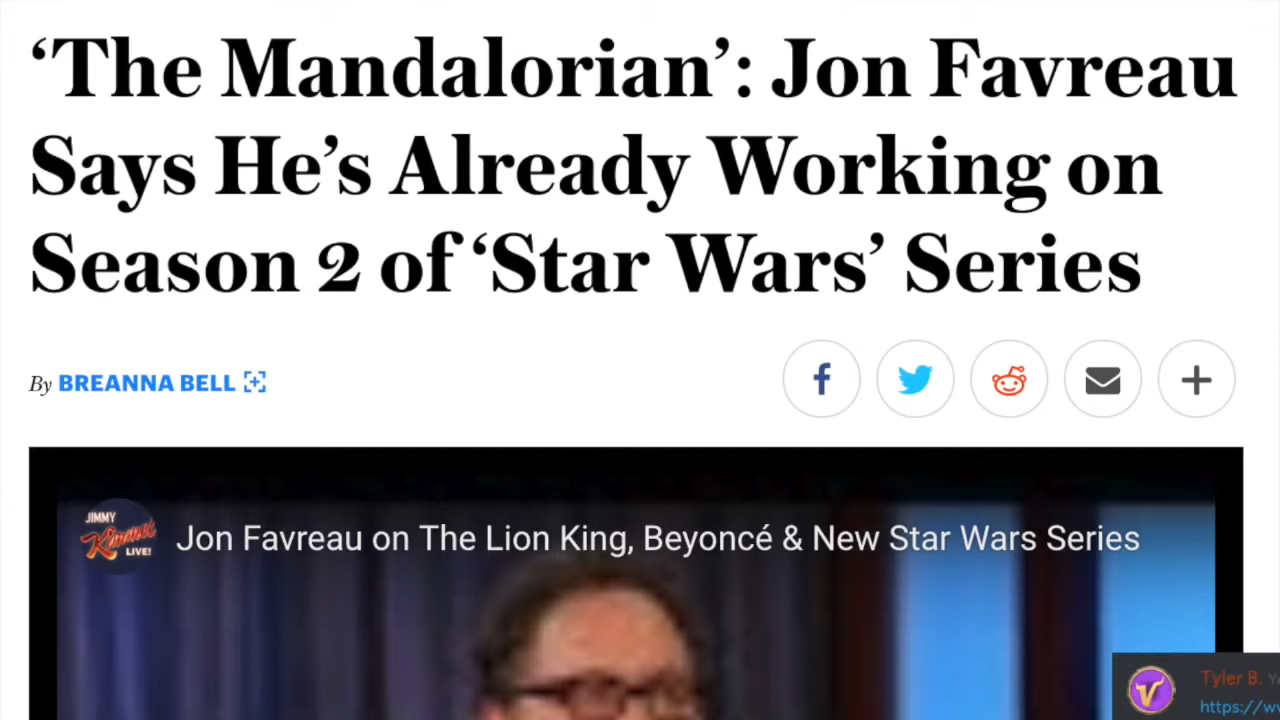 ‘The Mandalorian’: Jon Favreau
Says He’s Already Working on
Season 2 of ‘Star Wars’ Series
By BREANNA BELL
JIMMY
Kimmel
LIVE!
Jon Favreau on The Lion King, Beyoncé & New Star Wars Series
Tyler B.
https://w